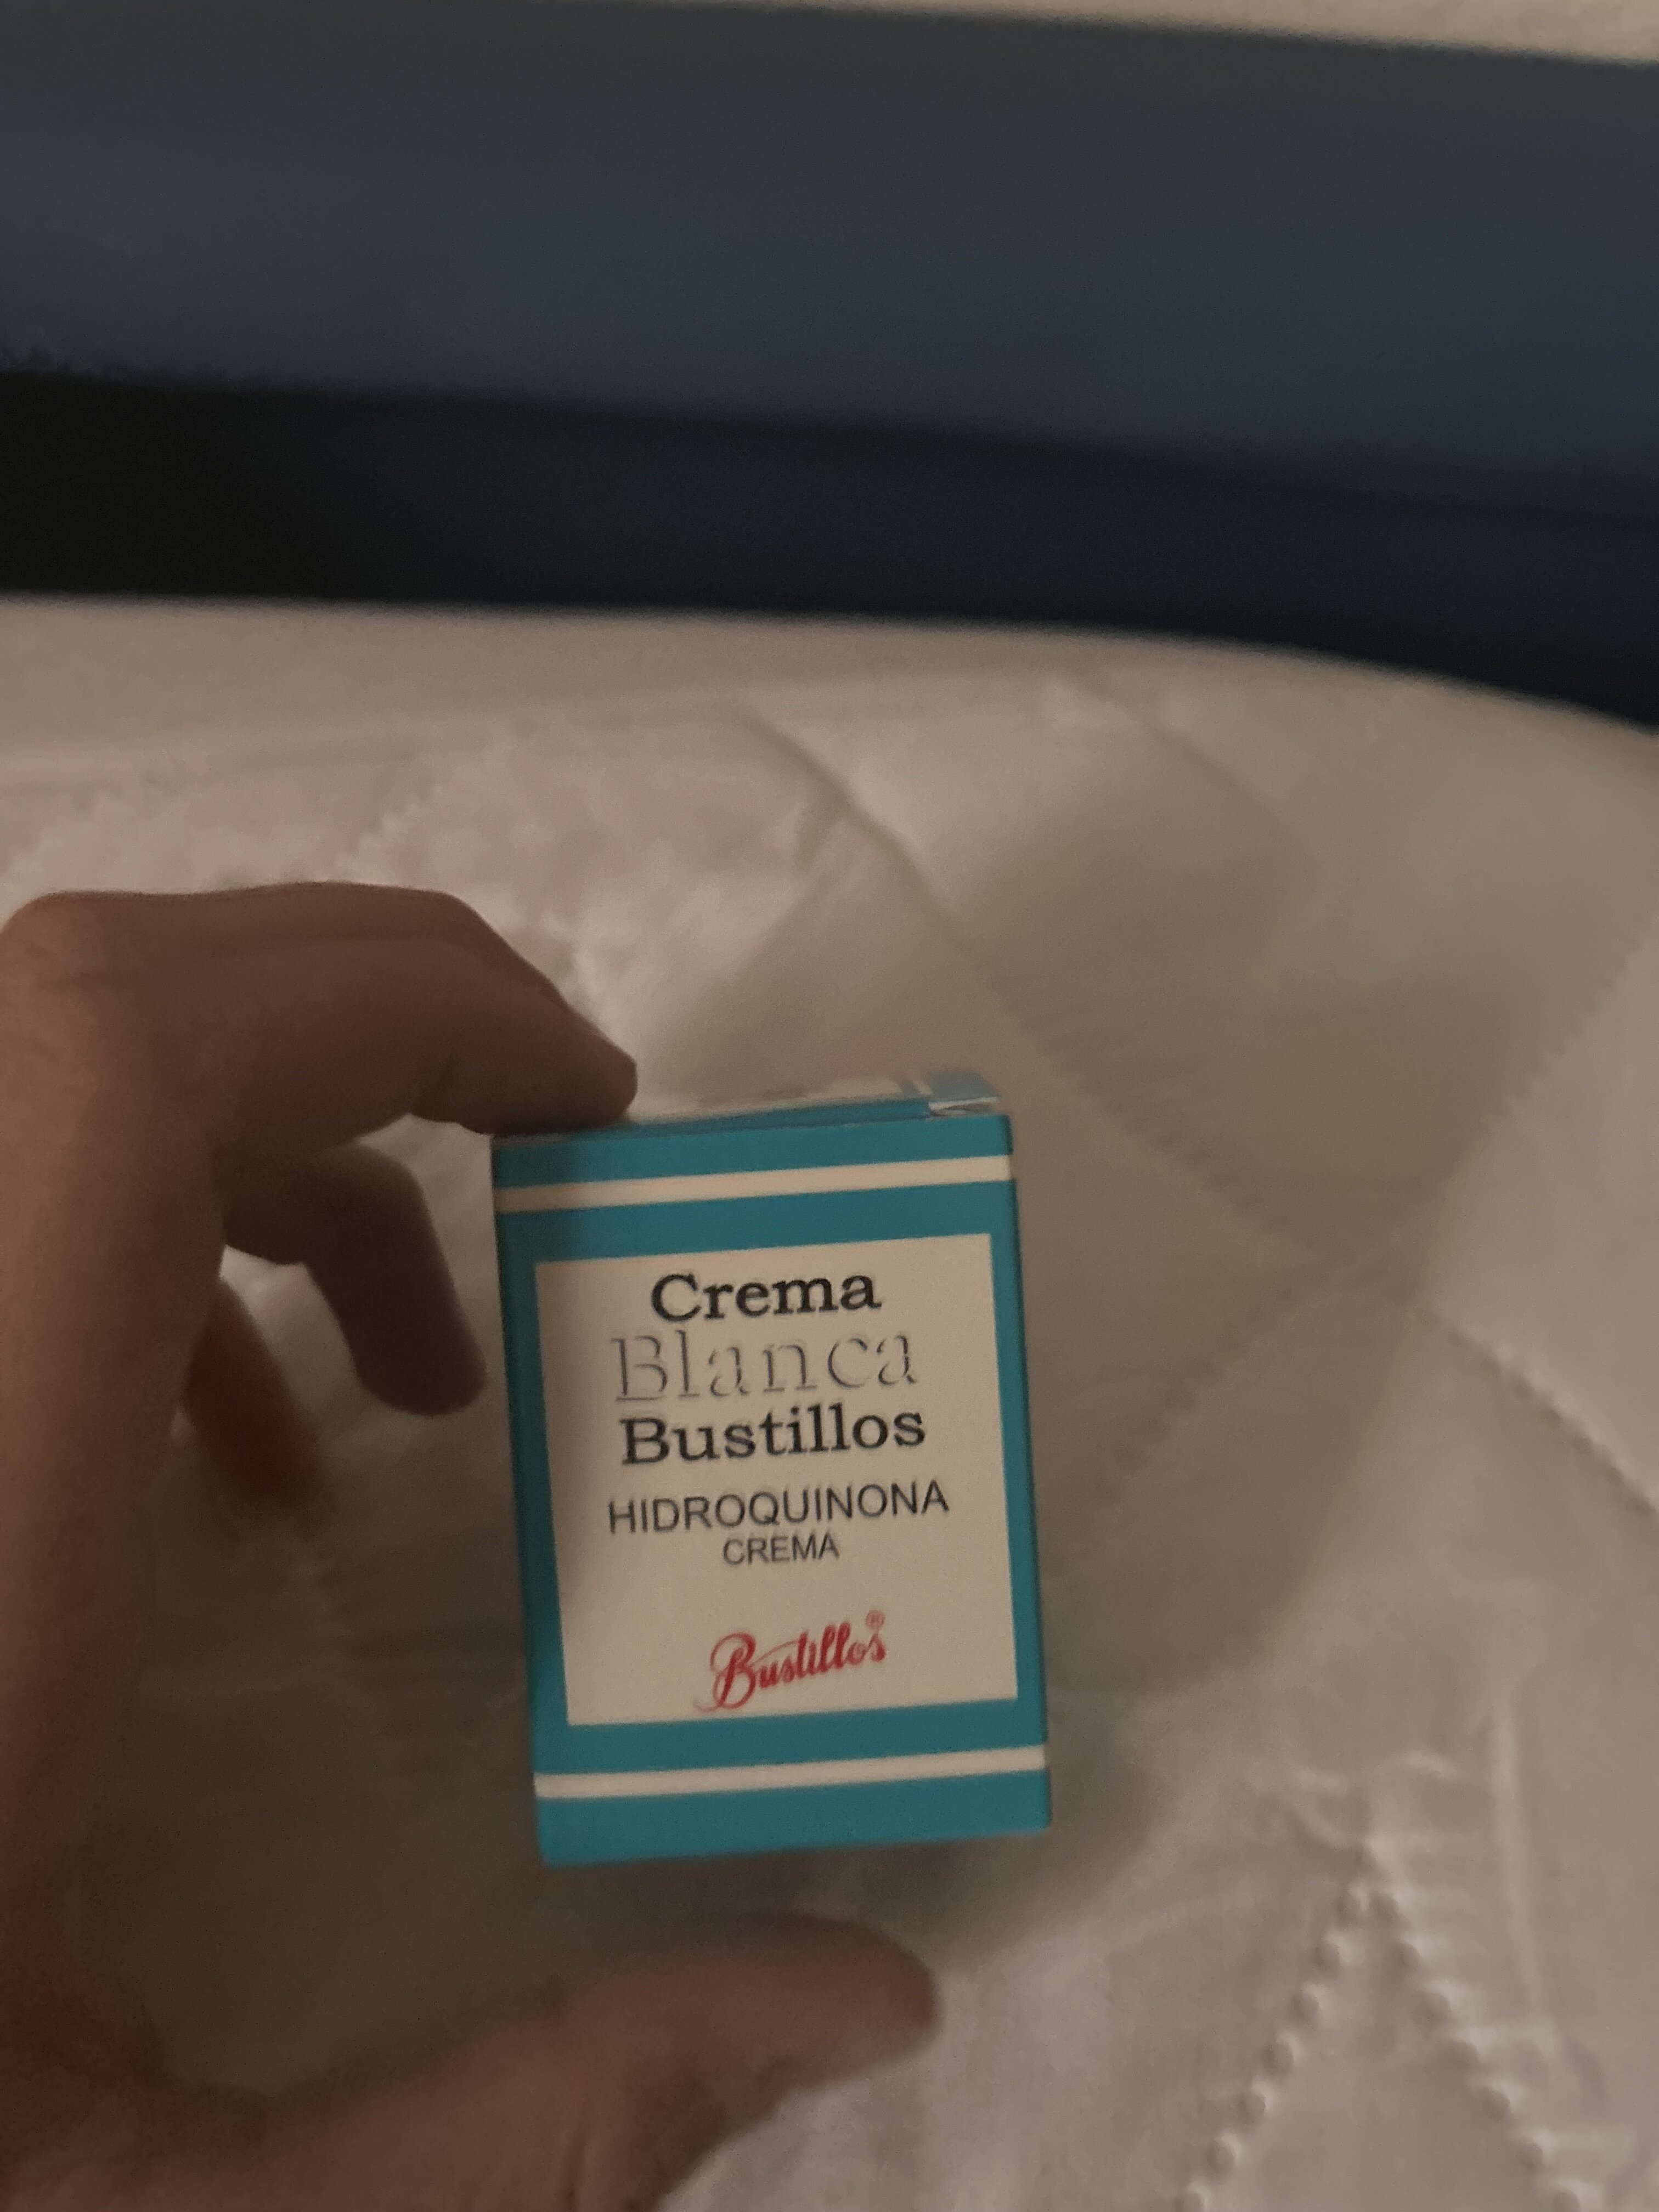 Crema
Blanca
Bustillos
HIDROQUINONA
CREMA
Bustillos®